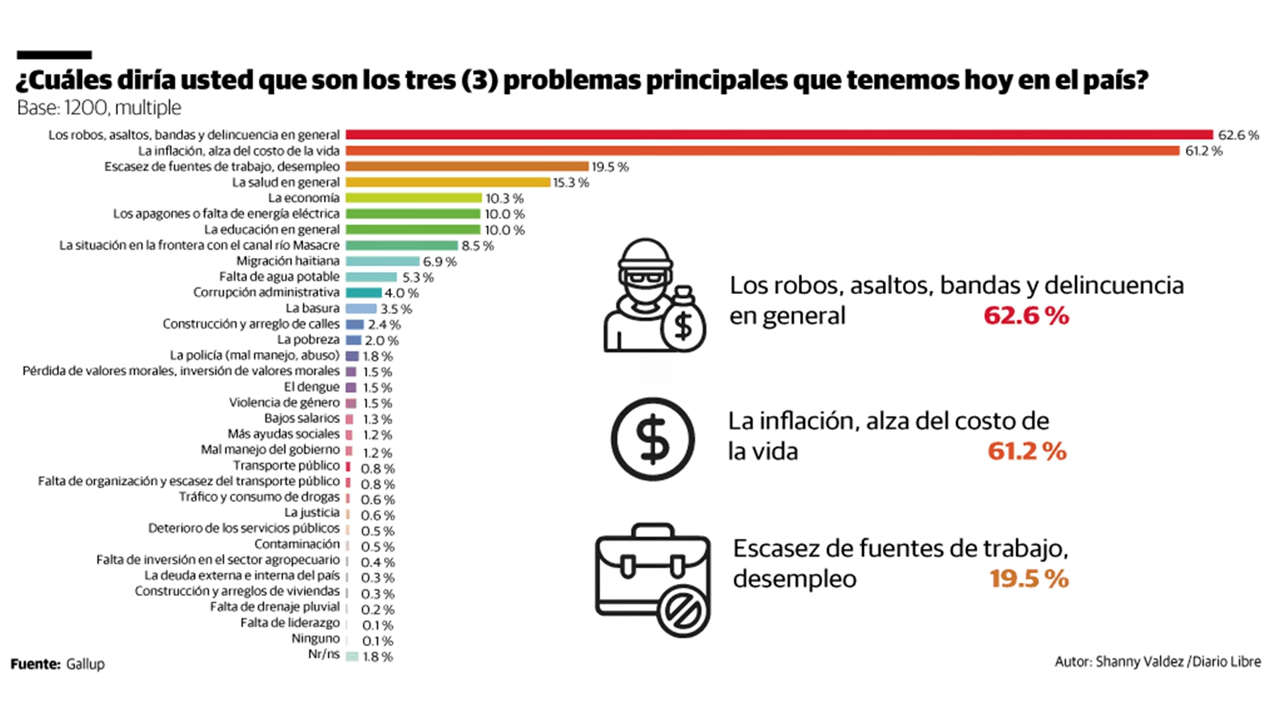 ¿Cuáles diría usted que son los tres (3) problemas principales que tenemos hoy en el país?
Base: 1200, multiple
Los robos, asaltos, bandas y delincuencia en general 62.6 %
La inflación, alza del costo de la vida 61.2 %
Escasez de fuentes de trabajo, desempleo 19.5 %
La salud en general 15.3 %
La economía 10.3 %
Los apagones o falta de energía eléctrica 10.0 %
La educación en general 10.0 %
La situación en la frontera con el canal río Masacre 8.5 %
Migración haitiana 6.9 %
Falta de agua potable 5.3 %
Corrupción administrativa 4.0 %
La basura 3.5 %
Construcción y arreglo de calles 2.4 %
La pobreza 2.0 %
La policía (mal manejo, abuso) 1.8 %
Pérdida de valores morales, inversión de valores morales 1.5 %
El dengue 1.5 %
Violencia de género 1.5 %
Bajos salarios 1.3 %
Más ayudas sociales 1.2 %
Mal manejo del gobierno 1.2 %
Transporte público 0.8 %
Falta de organización y escasez del transporte público 0.8 %
Tráfico y consumo de drogas 0.6 %
La justicia 0.6 %
Deterioro de los servicios públicos 0.5 %
Contaminación 0.5 %
Falta de inversión en el sector agropecuario 0.4 %
La deuda externa e interna del país 0.3 %
Construcción y arreglos de viviendas 0.3 %
Falta de drenaje pluvial 0.2 %
Falta de liderazgo 0.1 %
Ninguno 0.1 %
Nr/ns 1.8 %
Los robos, asaltos, bandas y delincuencia
en general 62.6 %
La inflación, alza del costo de
la vida 61.2 %
Escasez de fuentes de trabajo,
desempleo 19.5 %
Fuente: Gallup
Autor: Shanny Valdez /Diario Libre